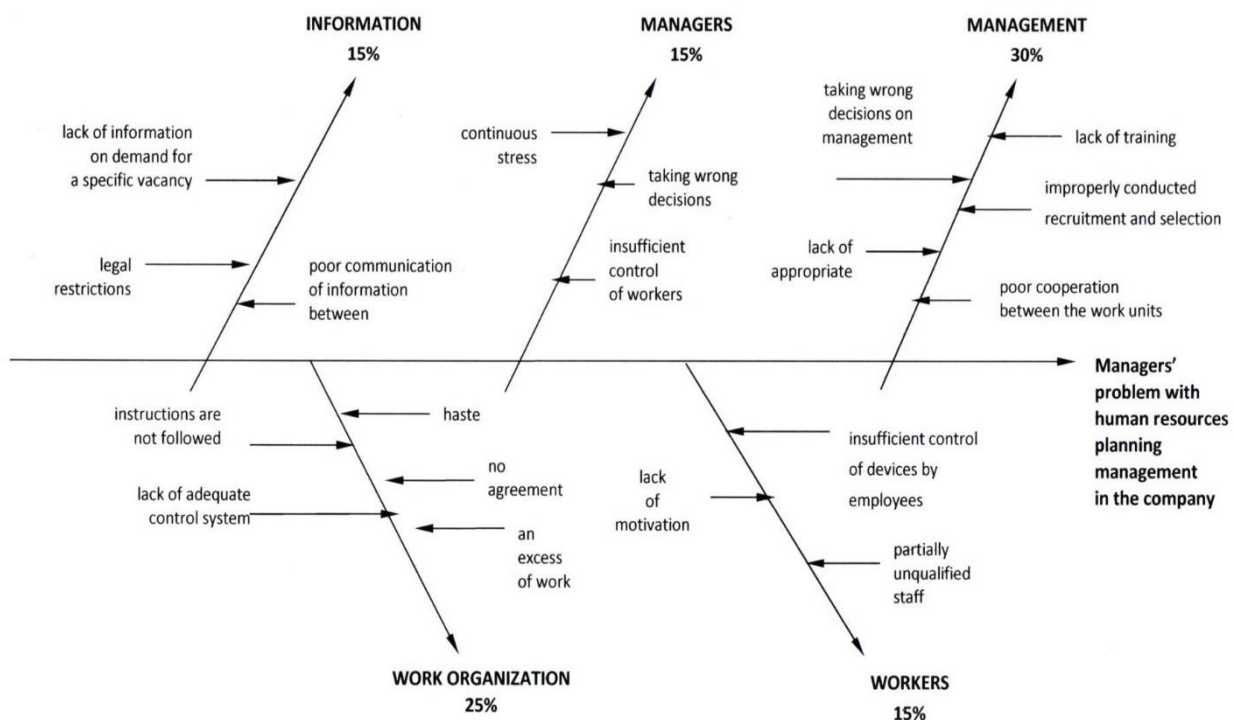 INFORMATION
15%
lack of information
on demand for
a specific vacancy
legal
restrictions
poor communication
of information
between
MANAGERS
15%
continuous
stress
taking wrong
decisions
insufficient
control
of workers
MANAGEMENT
30%
taking wrong
decisions on
management
lack of training
improperly conducted
recruitment and selection
lack of
appropriate
poor cooperation
between the work units
Managers'
problem with
human resources
planning
management
in the company
instructions are
not followed
haste
lack of adequate
control system
no
agreement
an
excess
of work
WORK ORGANIZATION
25%
insufficient control
of devices by
employees
lack
of
motivation
partially
unqualified
staff
WORKERS
15%